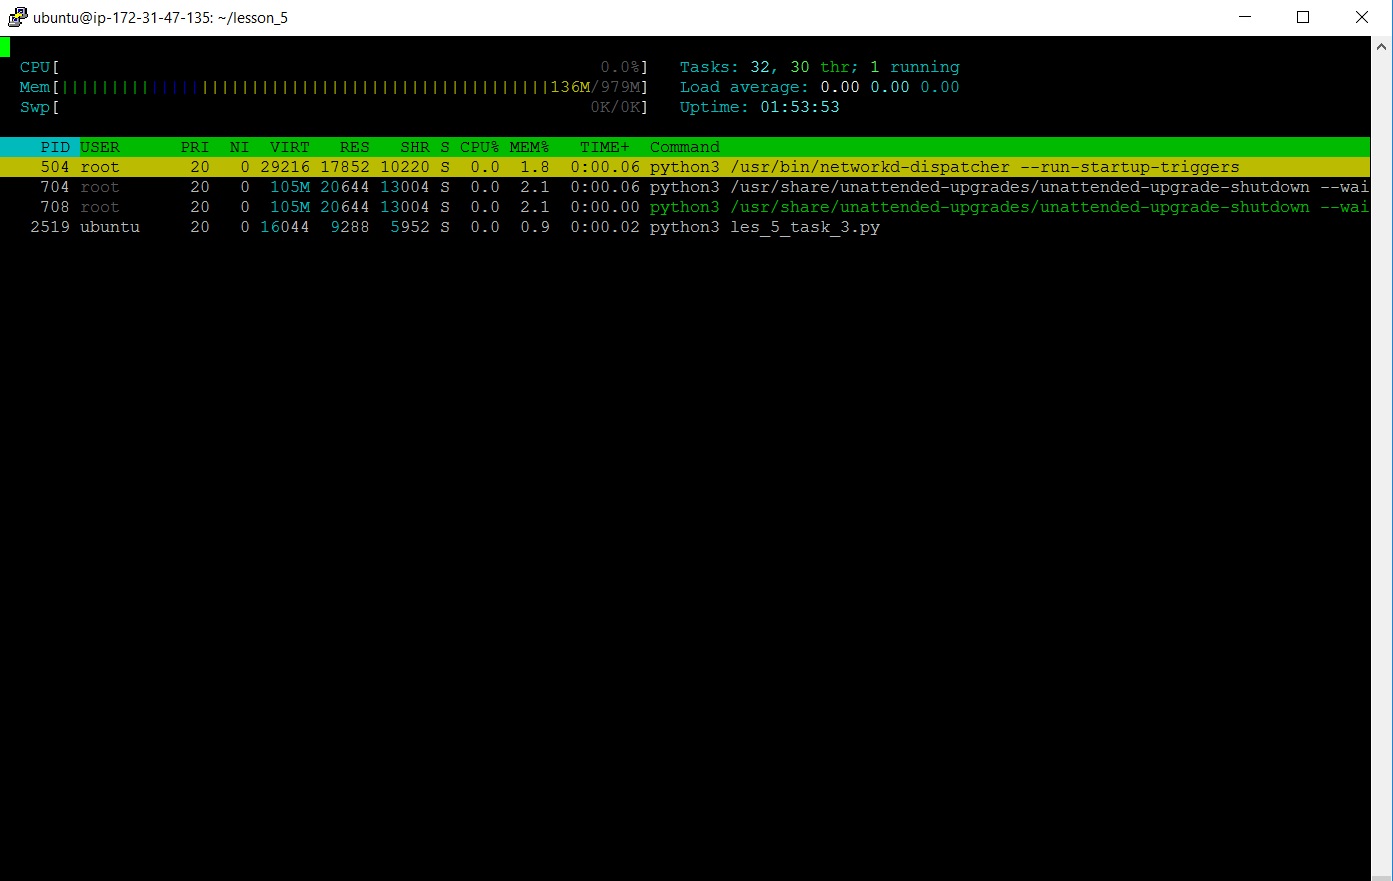 ubuntu@ip-172-31-47-135: ~/lesson_5
CPU[ 0.0%] Tasks: 32, 30 thr; 1 running
Mem[|||||||||||||||||||||||||||||||||||||||||||||||||136M/979M] Load average: 0.00 0.00 0.00
Swp[ 0K/0K] Uptime: 01:53:53
PID USER PRI NI VIRT RES SHR S CPU% MEM% TIME+ Command
504 root 20 0 29216 17852 10220 S 0.0 1.8 0:00.06 python3 /usr/bin/networkd-dispatcher --run-startup-triggers
704 root 20 0 105M 20644 13004 S 0.0 2.1 0:00.06 python3 /usr/share/unattended-upgrades/unattended-upgrade-shutdown --wai
708 root 20 0 105M 20644 13004 S 0.0 2.1 0:00.00 python3 /usr/share/unattended-upgrades/unattended-upgrade-shutdown --wai
2519 ubuntu 20 0 16044 9288 5952 S 0.0 0.9 0:00.02 python3 les_5_task_3.py